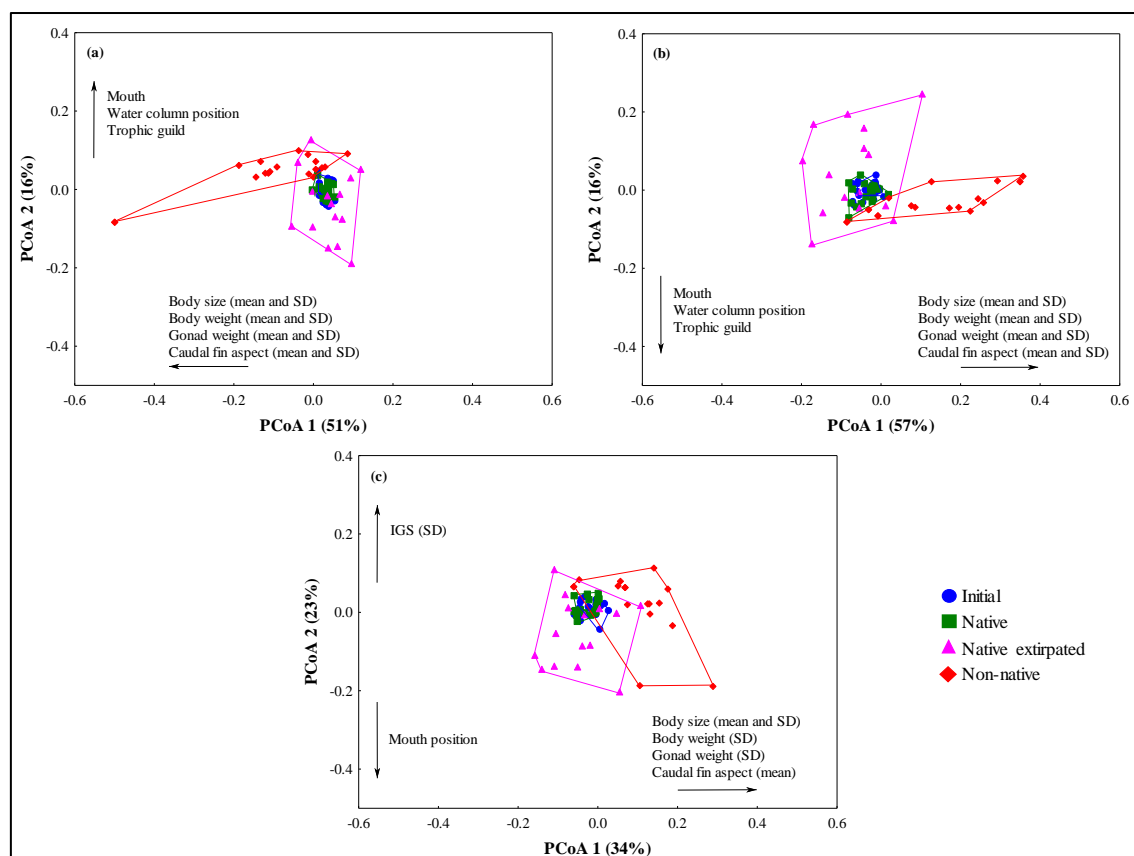 (a)
0.4
0.2
0.0
-0.2
-0.4
PCoA 2 (16%)
Mouth
Water column position
Trophic guild
Body size (mean and SD)
Body weight (mean and SD)
Gonad weight (mean and SD)
Caudal fin aspect (mean and SD)
-0.6 -0.4 -0.2 0.0 0.2 0.4 0.6
PCoA 1 (51%)
(b)
0.4
0.2
0.0
-0.2
-0.4
PCoA 2 (16%)
Mouth
Water column position
Trophic guild
Body size (mean and SD)
Body weight (mean and SD)
Gonad weight (mean and SD)
Caudal fin aspect (mean and SD)
-0.6 -0.4 -0.2 0.0 0.2 0.4 0.6
PCoA 1 (57%)
(c)
0.4
0.2
0.0
-0.2
-0.4
PCoA 2 (23%)
IGS (SD)
Mouth position
Body size (mean and SD)
Body weight (SD)
Gonad weight (SD)
Caudal fin aspect (mean)
-0.6 -0.4 -0.2 0.0 0.2 0.4 0.6
PCoA 1 (34%)
Initial
Native
Native extirpated
Non-native